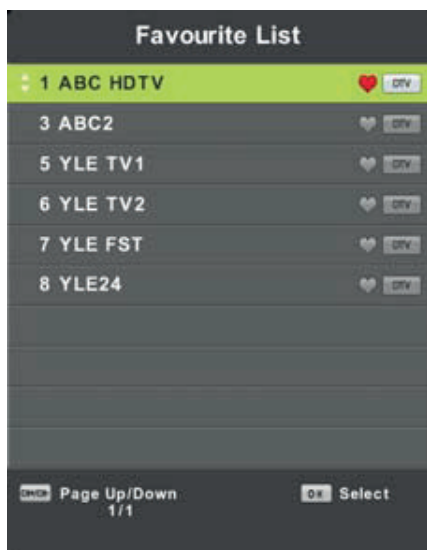 Favourite List
1 ABC HDTV DTV
3 ABC2 DTV
5 YLE TV1 DTV
6 YLE TV2 DTV
7 YLE FST DTV
8 YLE24 DTV
Page Up/Down OK Select
1/1